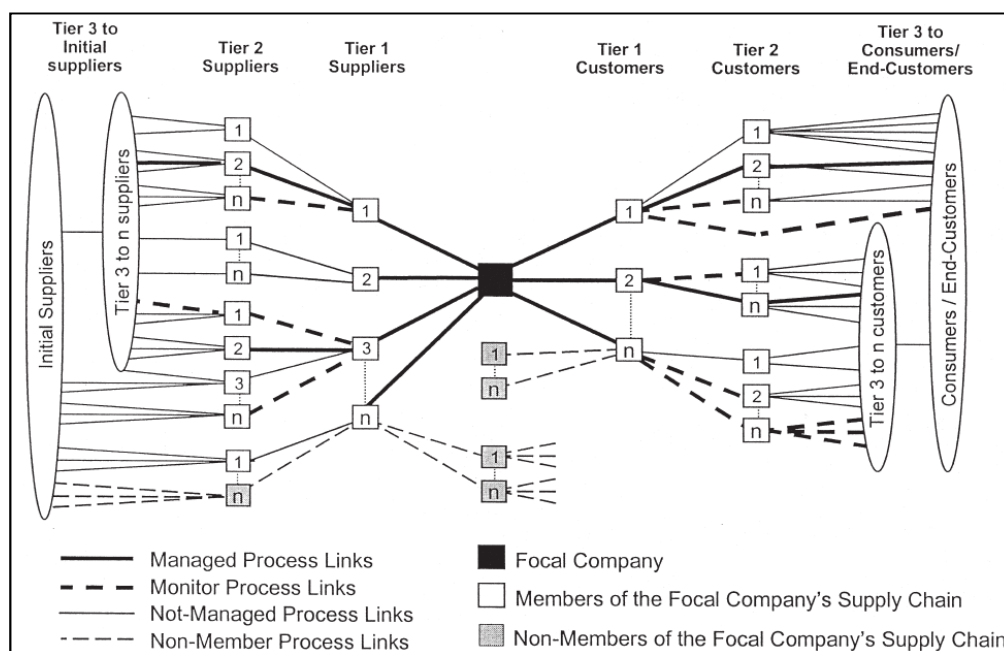 Tier 3 to
Initial
suppliers
Tier 2
Suppliers
Tier 1
Suppliers
Tier 1
Customers
Tier 2
Customers
Tier 3 to
Consumers/
End-Customers
Initial Suppliers
Tier 3 to n suppliers
1
2
n
1
n
1
2
3
n
1
n
1
2
3
n
1
n
1
n
1
2
n
1
2
n
1
n
1
2
n
Tier 3 to n customers
Consumers / End-Customers
Managed Process Links
Monitor Process Links
Not-Managed Process Links
Non-Member Process Links
Focal Company
Members of the Focal Company's Supply Chain
Non-Members of the Focal Company's Supply Chain